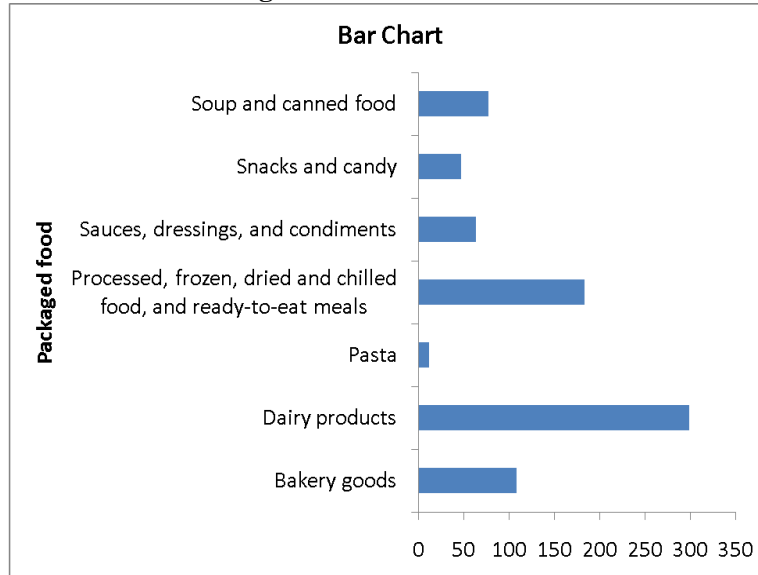 Bar Chart
Packaged food
Soup and canned food
Snacks and candy
Sauces, dressings, and condiments
Processed, frozen, dried and chilled
food, and ready-to-eat meals
Pasta
Dairy products
Bakery goods
0 50 100 150 200 250 300 350